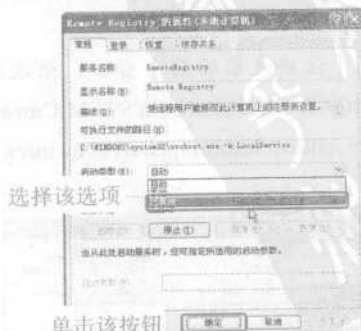 Remote Registry 的属性(本地计算机)
常规 登录 恢复 依存关系
服务名称: RemoteRegistry
显示名称(N): Remote Registry
描述(D): 使远程用户能修改此计算机上的注册表设置。
可执行文件的路径(H):
C:\WINDOWS\system32\svchost.exe -k LocalService
启动类型(E): 自动
自动
选择该选项
停止(T)
当从此处启动服务时，您可指定所适用的启动参数。
单击该按钮
确定 取消